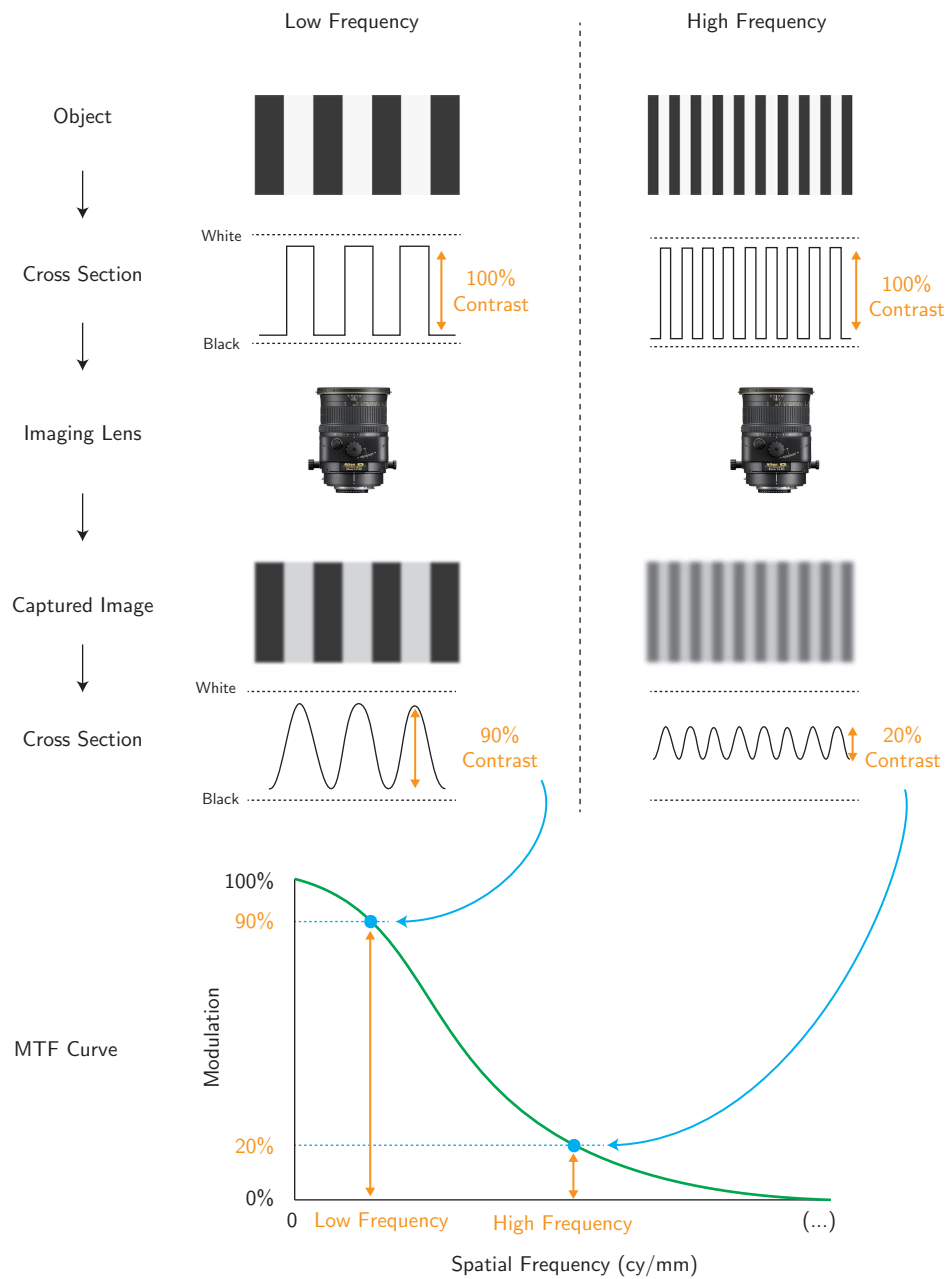 Low Frequency
High Frequency
Object
White
Cross Section
100%
Contrast
100%
Contrast
Black
Imaging Lens
Captured Image
White
Cross Section
90%
Contrast
20%
Contrast
Black
100%
90%
Modulation
MTF Curve
20%
0%
0
Low Frequency
High Frequency
(...)
Spatial Frequency (cy/mm)